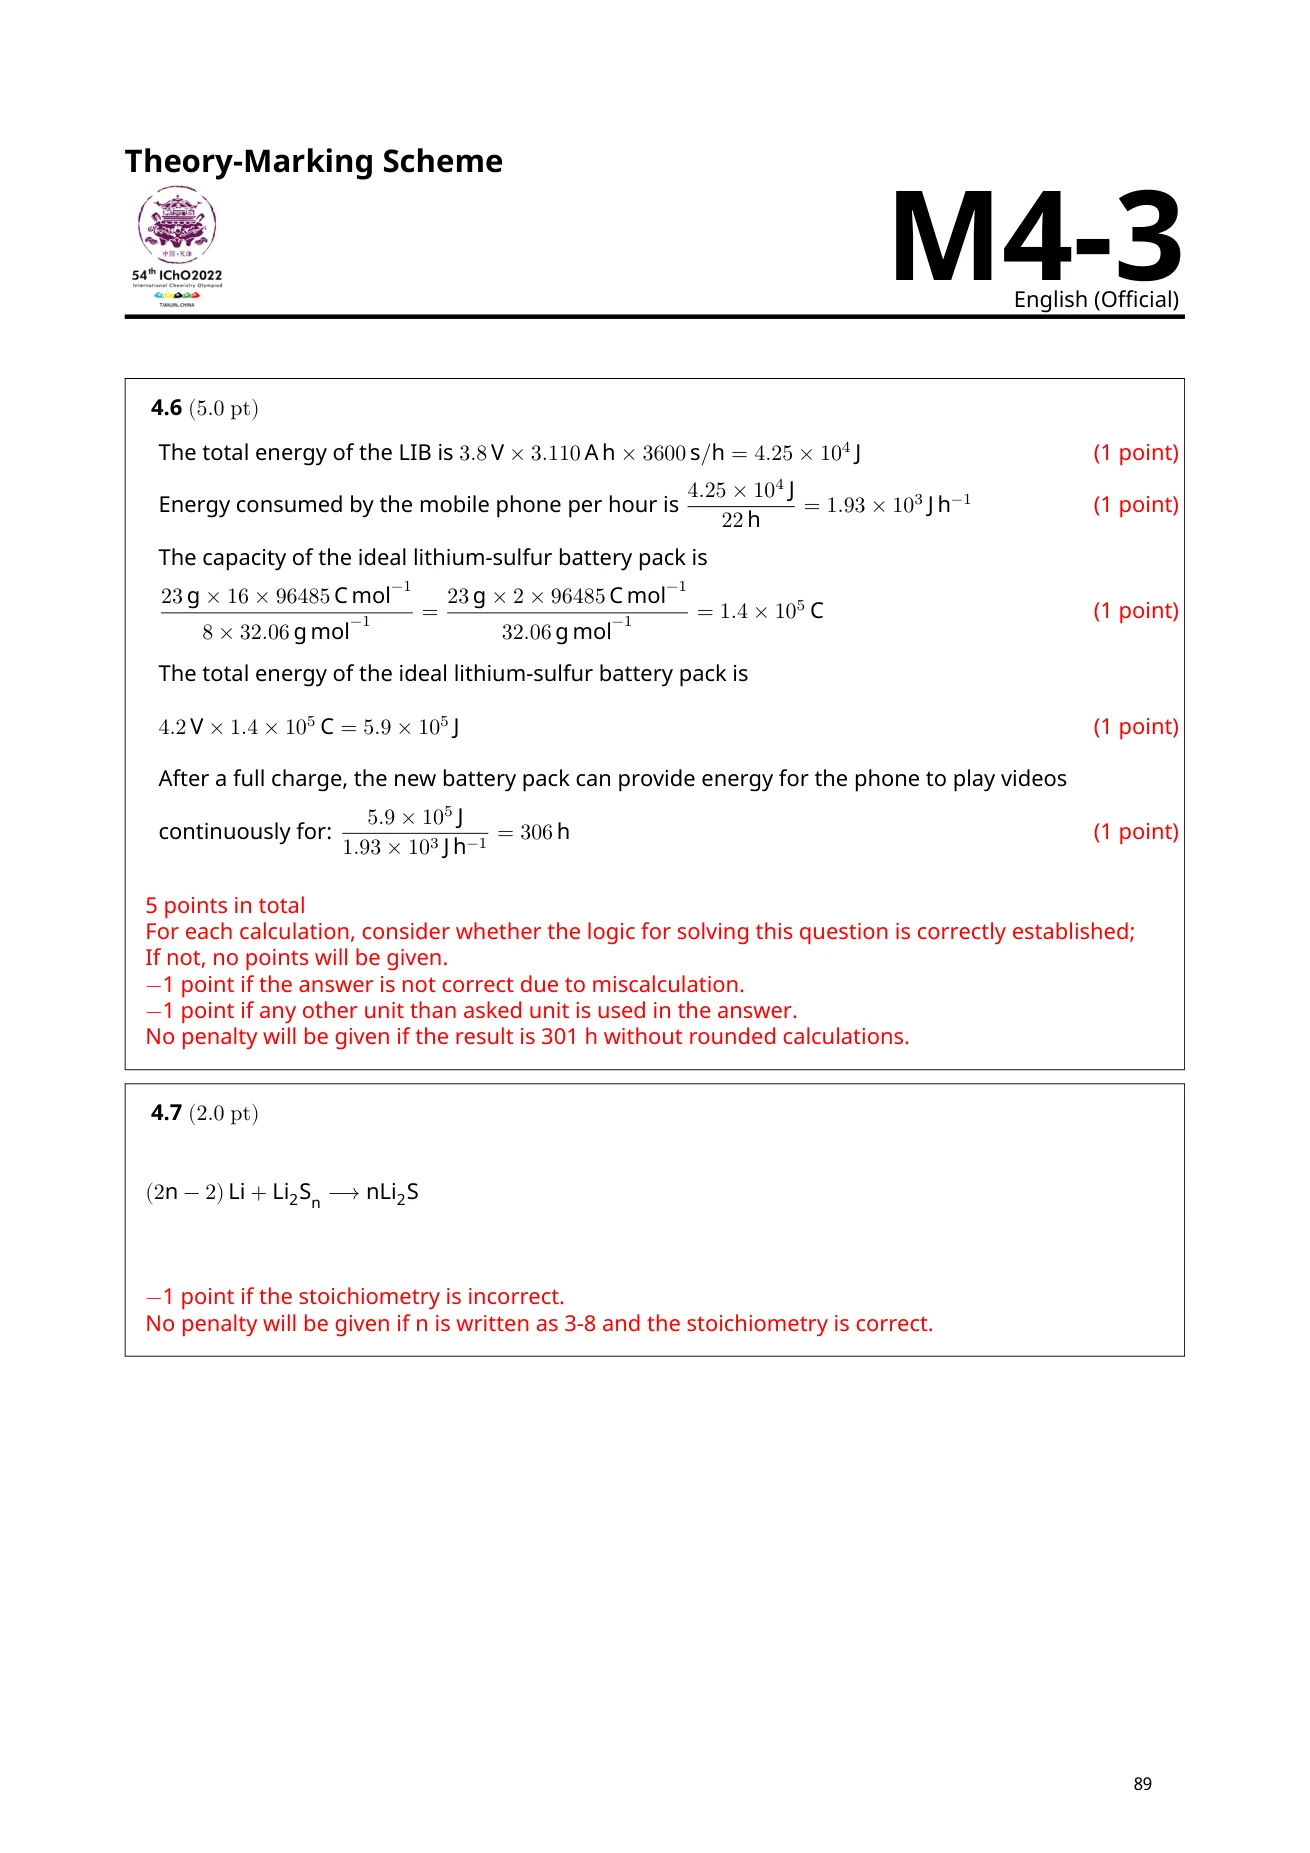 Theory-Marking Scheme
中国•天津
54th IChO2022
International Chemistry Olympiad
TIANJIN, CHINA
M4-3
English (Official)
4.6 (5.0 pt)
The total energy of the LIB is 3.8 V × 3.110 A h × 3600 s/h = 4.25 × 10⁴ J (1 point)
Energy consumed by the mobile phone per hour is 4.25 × 10⁴ J / 22 h = 1.93 × 10³ J h⁻¹ (1 point)
The capacity of the ideal lithium-sulfur battery pack is
23 g × 16 × 96485 C mol⁻¹ / 8 × 32.06 g mol⁻¹ = 23 g × 2 × 96485 C mol⁻¹ / 32.06 g mol⁻¹ = 1.4 × 10⁵ C (1 point)
The total energy of the ideal lithium-sulfur battery pack is
4.2 V × 1.4 × 10⁵ C = 5.9 × 10⁵ J (1 point)
After a full charge, the new battery pack can provide energy for the phone to play videos
continuously for: 5.9 × 10⁵ J / 1.93 × 10³ J h⁻¹ = 306 h (1 point)
5 points in total
For each calculation, consider whether the logic for solving this question is correctly established;
If not, no points will be given.
−1 point if the answer is not correct due to miscalculation.
−1 point if any other unit than asked unit is used in the answer.
No penalty will be given if the result is 301 h without rounded calculations.
4.7 (2.0 pt)
(2n − 2) Li + Li₂Sₙ ⟶ nLi₂S
−1 point if the stoichiometry is incorrect.
No penalty will be given if n is written as 3-8 and the stoichiometry is correct.
89